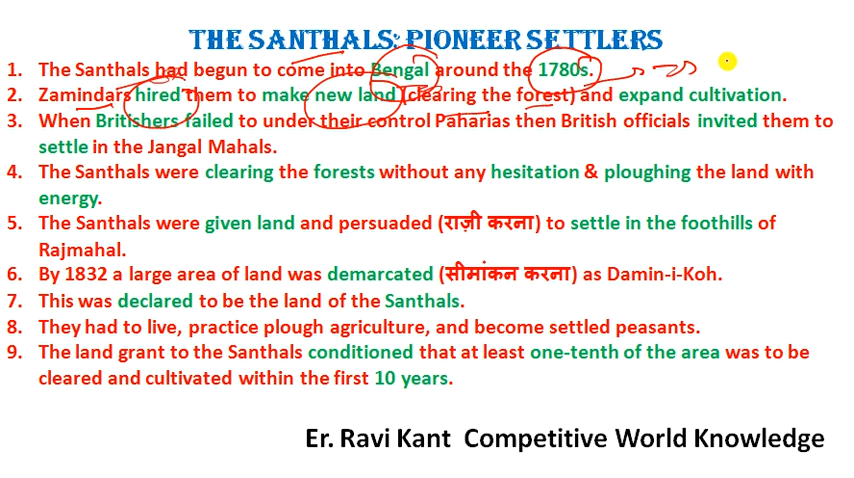 THE SANTHALS: PIONEER SETTLERS
1. The Santhals had begun to come into Bengal around the 1780s.
2. Zamindars hired them to make new land (clearing the forest) and expand cultivation.
3. When Britishers failed to under their control Paharias then British officials invited them to
settle in the Jangal Mahals.
4. The Santhals were clearing the forests without any hesitation & ploughing the land with
energy.
5. The Santhals were given land and persuaded (राज़ी करना) to settle in the foothills of
Rajmahal.
6. By 1832 a large area of land was demarcated (सीमांकन करना) as Damin-i-Koh.
7. This was declared to be the land of the Santhals.
8. They had to live, practice plough agriculture, and become settled peasants.
9. The land grant to the Santhals conditioned that at least one-tenth of the area was to be
cleared and cultivated within the first 10 years.
Er. Ravi Kant Competitive World Knowledge